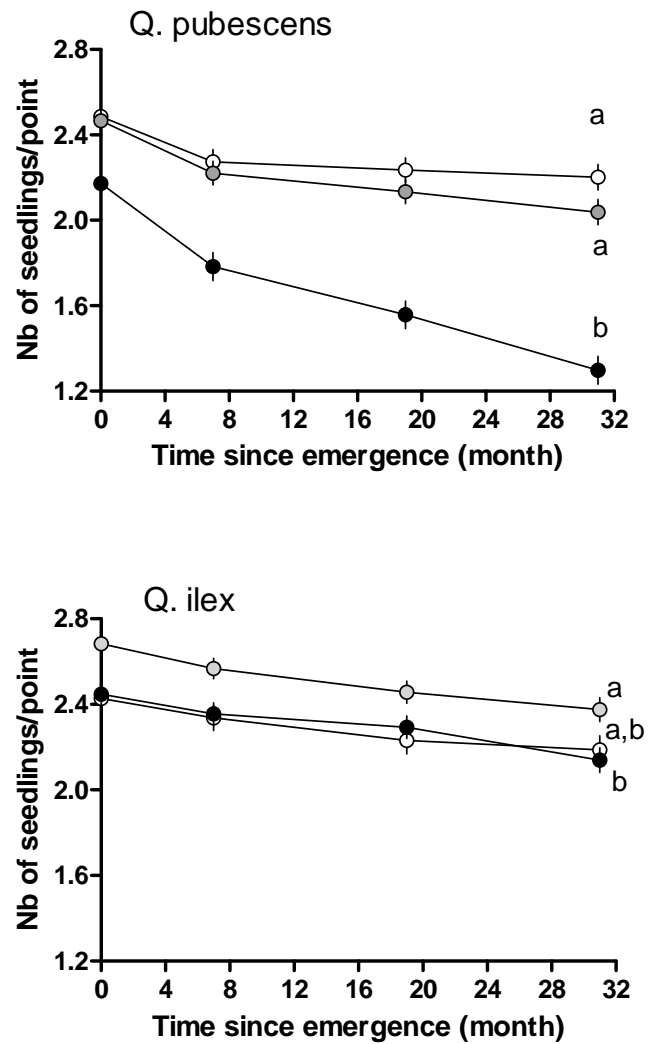 Q. pubescens
2.8
2.4
2.0
1.6
1.2
Nb of seedlings/point
a
a
b
0 4 8 12 16 20 24 28 32
Time since emergence (month)
Q. ilex
2.8
2.4
2.0
1.6
1.2
Nb of seedlings/point
a
a,b
b
0 4 8 12 16 20 24 28 32
Time since emergence (month)